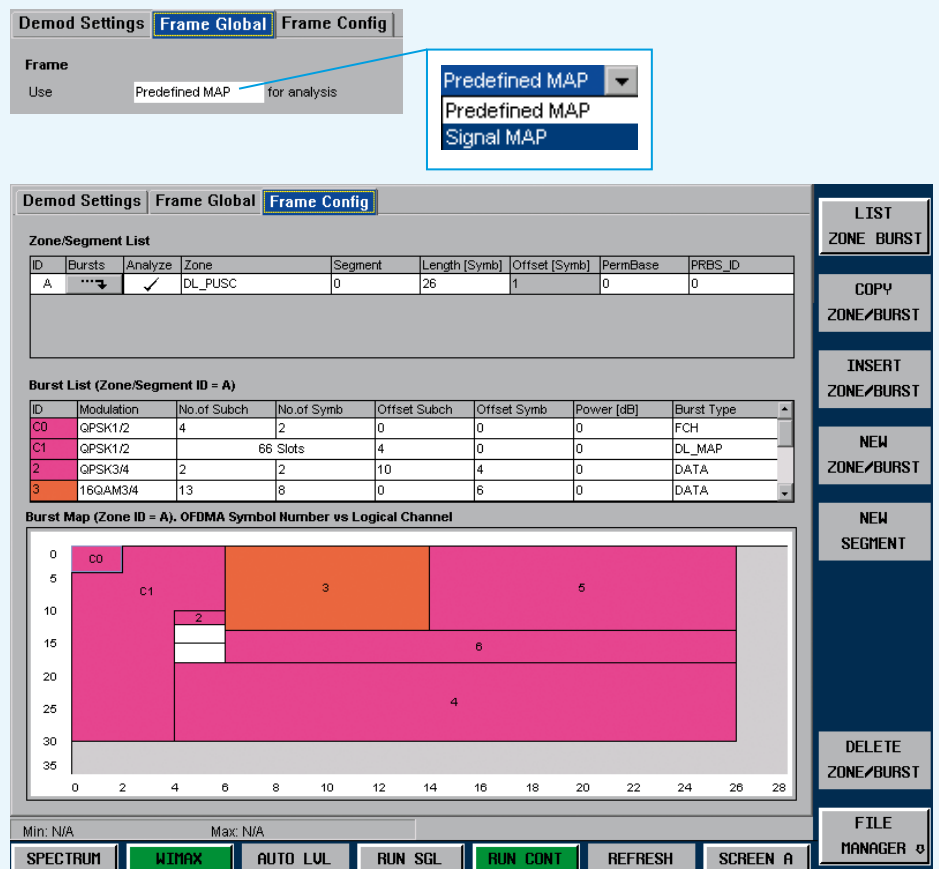 Demod Settings Frame Global Frame Config
Frame
Use Predefined MAP for analysis
Predefined MAP
Predefined MAP
Signal MAP
Demod Settings Frame Global Frame Config
Zone/Segment List
ID Bursts Analyze Zone Segment Length [Symb] Offset [Symb] PermBase PRBS_ID
A DL_PUSC 0 26 1 0 0
Burst List (Zone/Segment ID = A)
ID Modulation No.of Subch No.of Symb Offset Subch Offset Symb Power [dB] Burst Type
C0 QPSK1/2 4 2 0 0 0 FCH
C1 QPSK1/2 66 Slots 4 0 0 DL_MAP
2 QPSK3/4 2 2 10 4 0 DATA
3 16QAM3/4 13 8 0 6 0 DATA
Burst Map (Zone ID = A). OFDMA Symbol Number vs Logical Channel
0
5
10
15
20
25
30
35
C0
C1
3
5
2
6
4
0 2 4 6 8 10 12 14 16 18 20 22 24 26 28
Min: N/A Max: N/A
SPECTRUM WIMAX AUTO LVL RUN SGL RUN CONT REFRESH SCREEN A
LIST
ZONE BURST
COPY
ZONE/BURST
INSERT
ZONE/BURST
NEW
ZONE/BURST
NEW
SEGMENT
DELETE
ZONE/BURST
FILE
MANAGER